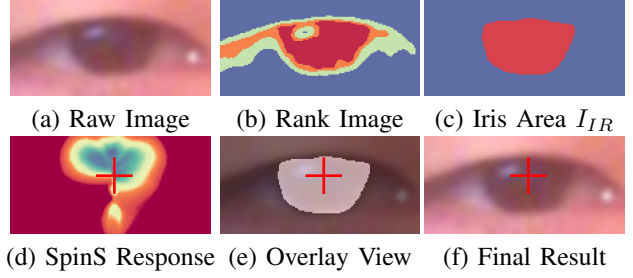 (a) Raw Image
(b) Rank Image
(c) Iris Area I_{IR}
(d) SpinS Response
(e) Overlay View
(f) Final Result